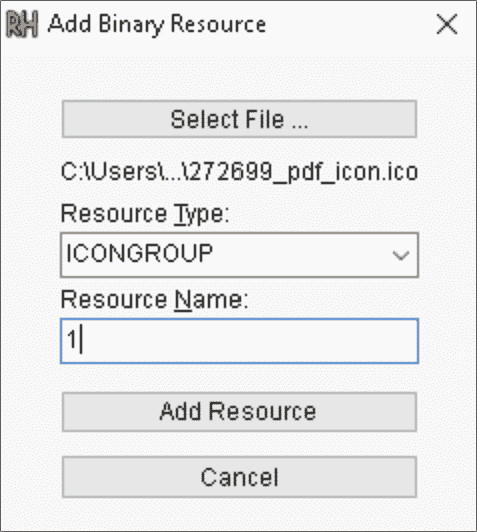 RH Add Binary Resource
Select File ...
C:\Users\...\272699_pdf_icon.ico
Resource Type:
ICONGROUP
Resource Name:
1
Add Resource
Cancel